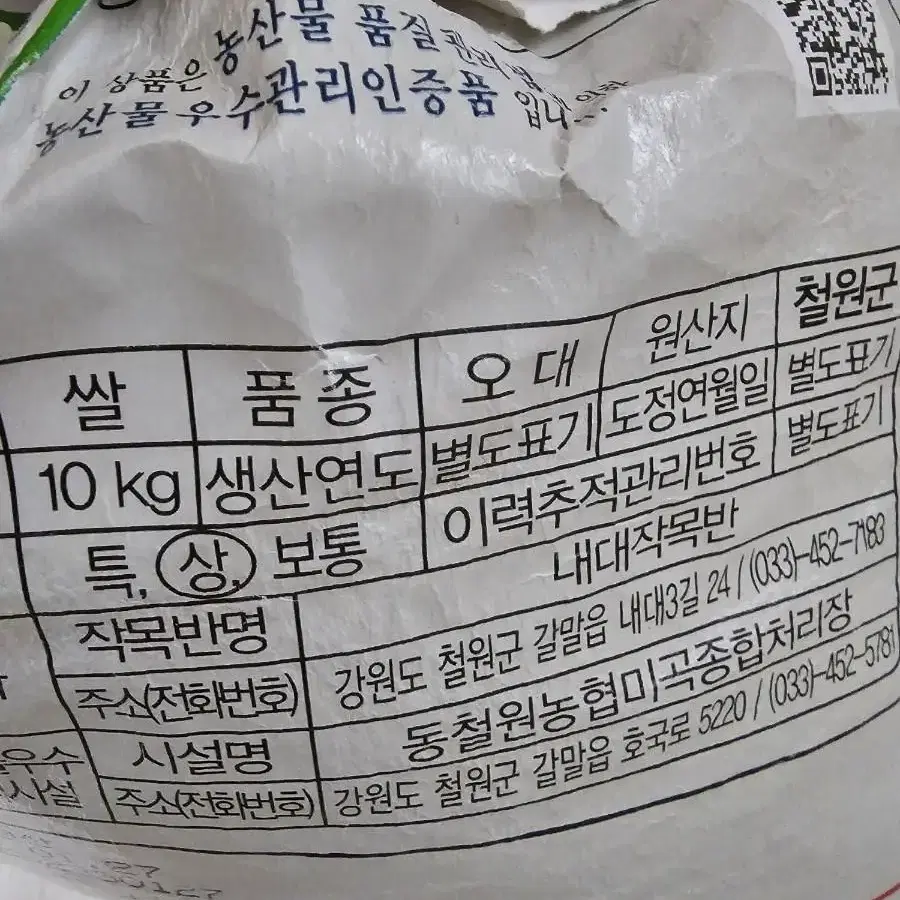 이 상품은 농산물 품질관리법
농산물 우수관리인증품 입니
쌀 품종 오대 원산지 철원군
10 kg 생산연도 별도표기 도정연월일 별도표기
특, 상, 보통 이력추적관리번호 별도표기
작목반명 내대작목반
주소(전화번호) 강원도 철원군 갈말읍 내대3길 24 / (033)-452-7183
우수 시설명 동철원농협미곡종합처리장
시설 주소(전화번호) 강원도 철원군 갈말읍 호국로 5220 / (033)-452-5781